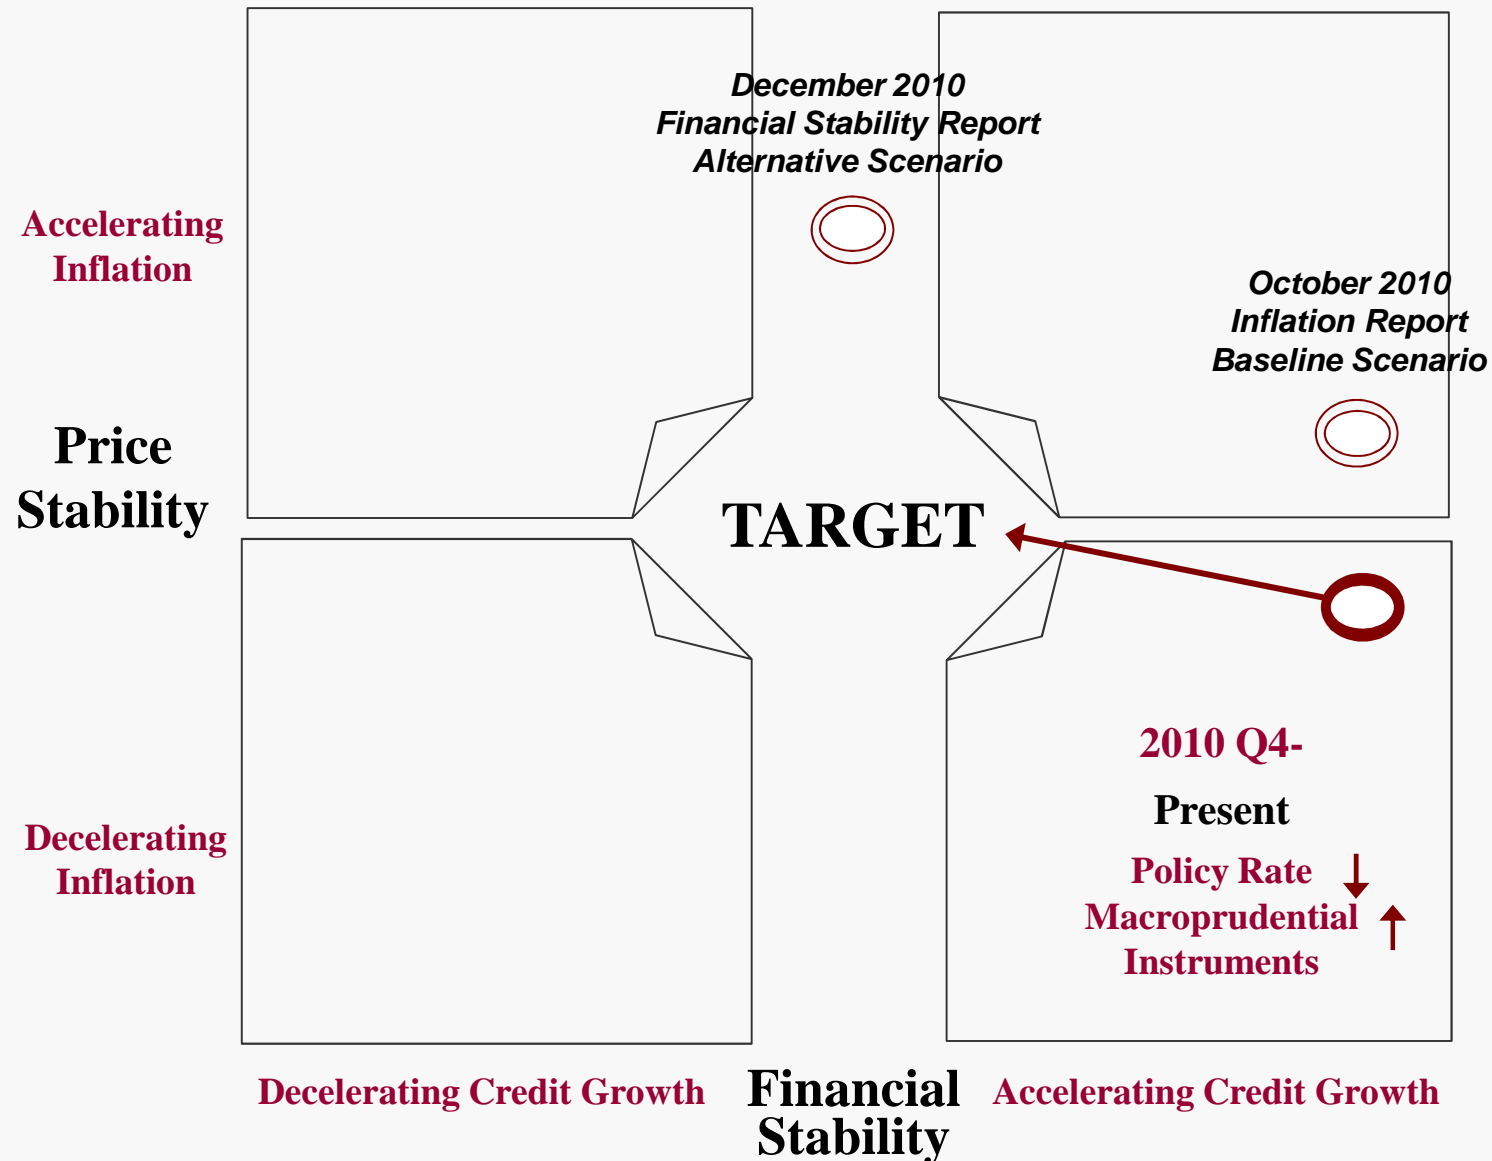 December 2010
Financial Stability Report
Alternative Scenario
Accelerating
Inflation
October 2010
Inflation Report
Baseline Scenario
Price
Stability
TARGET
2010 Q4-
Present
Policy Rate
Macroprudential
Instruments
Decelerating
Inflation
Decelerating Credit Growth
Financial
Stability
Accelerating Credit Growth